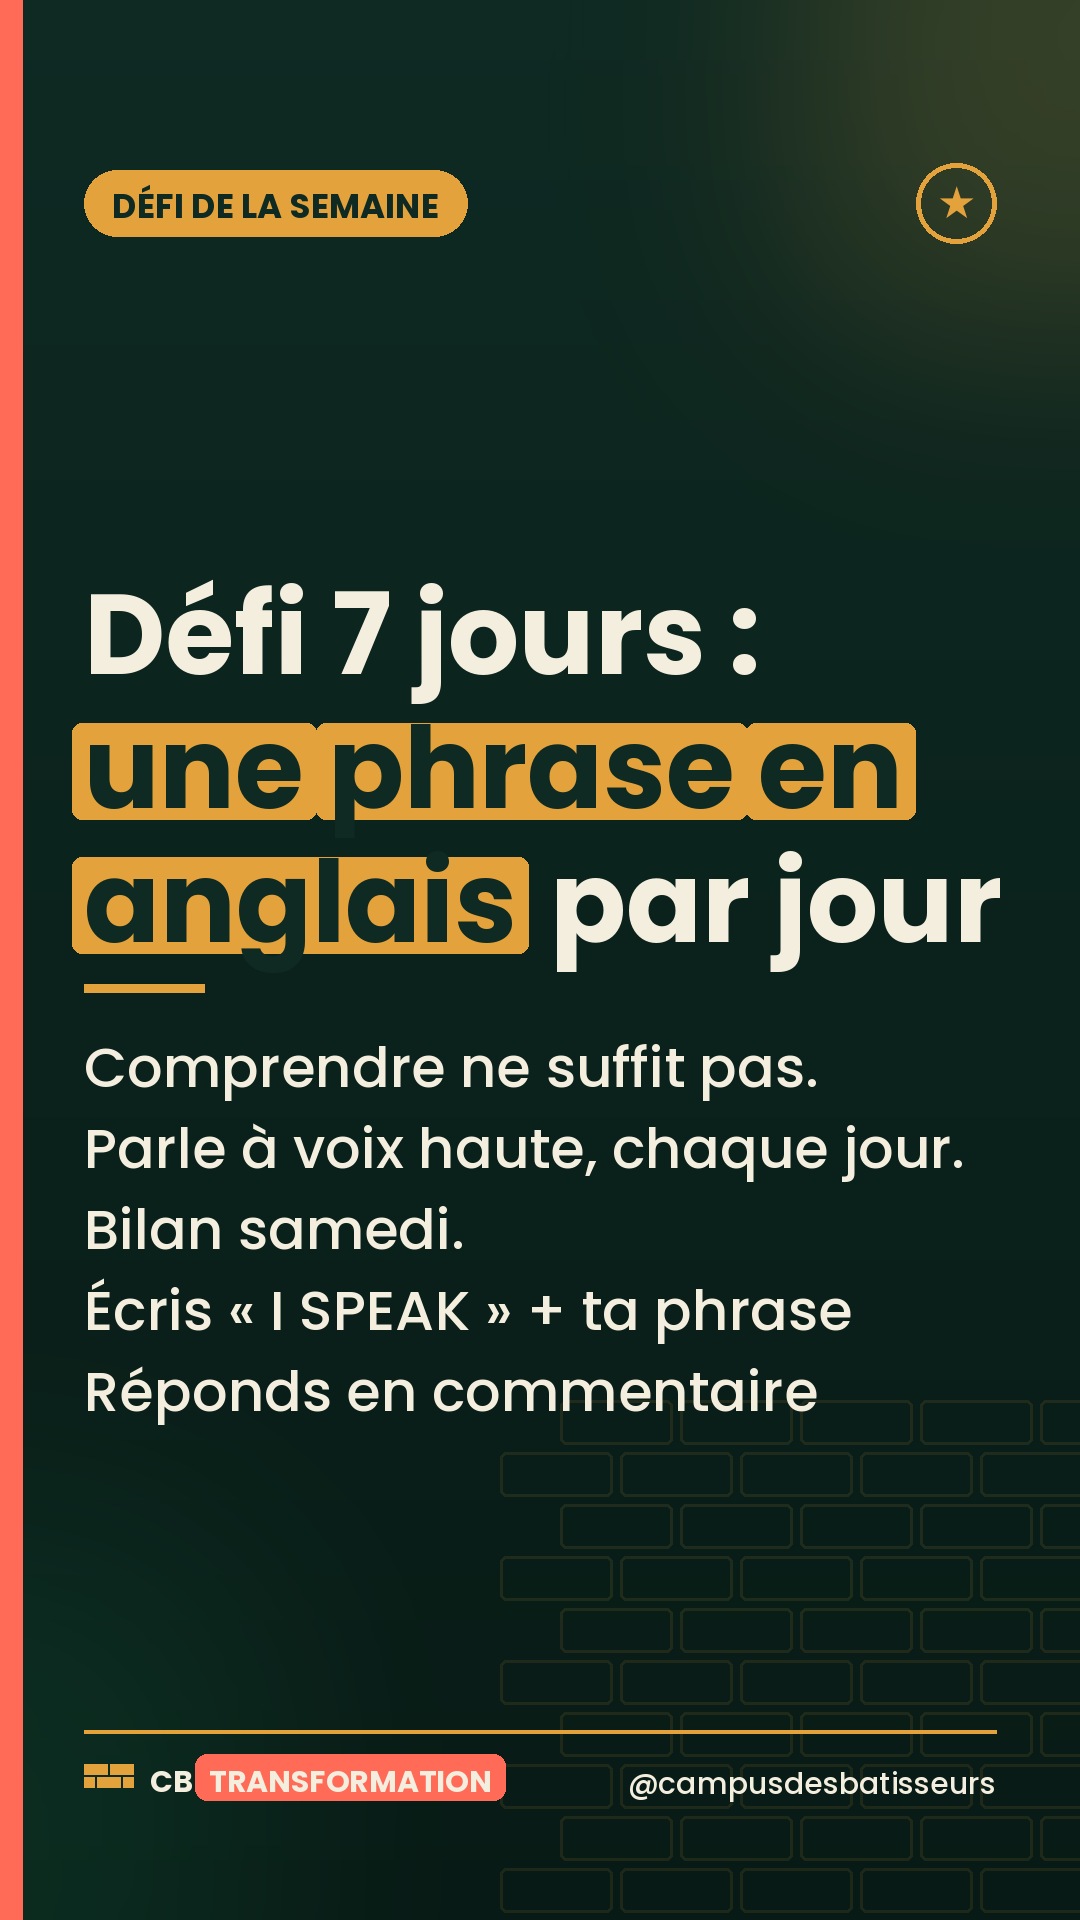 DÉFI DE LA SEMAINE
Défi 7 jours :
une phrase en
anglais par jour
Comprendre ne suffit pas.
Parle à voix haute, chaque jour.
Bilan samedi.
Écris « I SPEAK » + ta phrase
Réponds en commentaire
CB TRANSFORMATION
@campusdesbatisseurs